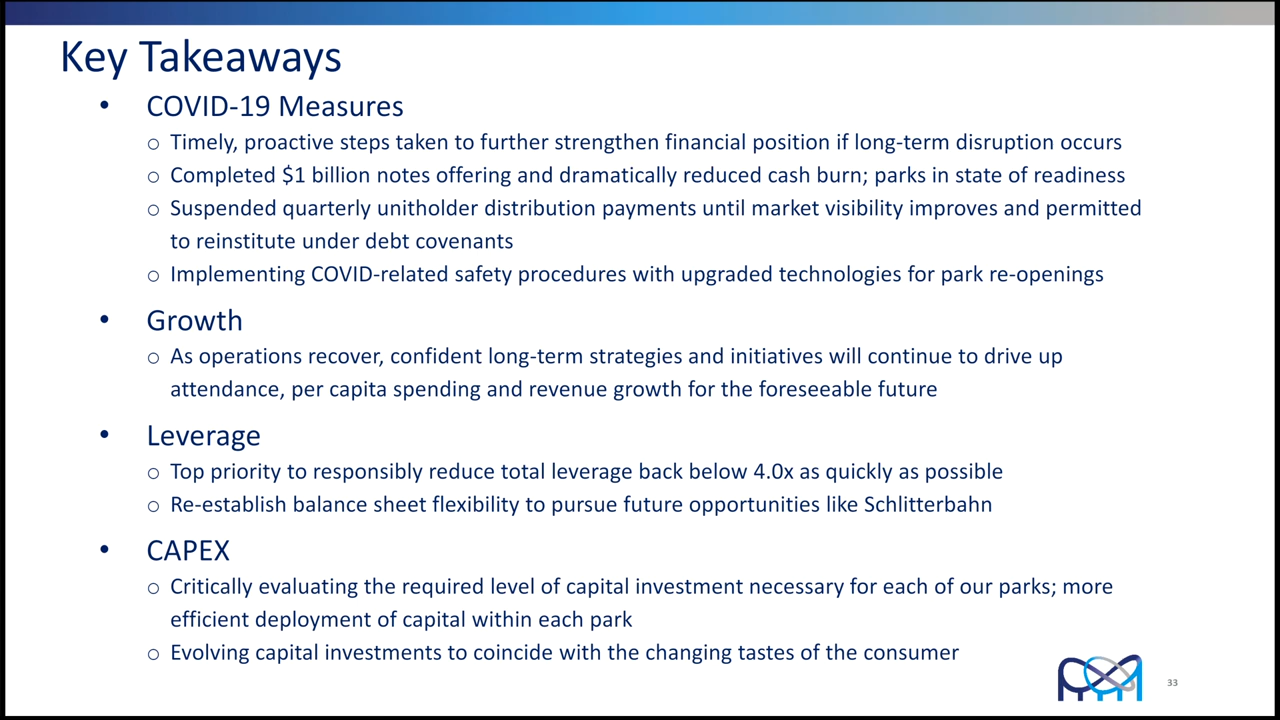 Key Takeaways
• COVID-19 Measures
o Timely, proactive steps taken to further strengthen financial position if long-term disruption occurs
o Completed $1 billion notes offering and dramatically reduced cash burn; parks in state of readiness
o Suspended quarterly unitholder distribution payments until market visibility improves and permitted
to reinstitute under debt covenants
o Implementing COVID-related safety procedures with upgraded technologies for park re-openings
• Growth
o As operations recover, confident long-term strategies and initiatives will continue to drive up
attendance, per capita spending and revenue growth for the foreseeable future
• Leverage
o Top priority to responsibly reduce total leverage back below 4.0x as quickly as possible
o Re-establish balance sheet flexibility to pursue future opportunities like Schlitterbahn
• CAPEX
o Critically evaluating the required level of capital investment necessary for each of our parks; more
efficient deployment of capital within each park
o Evolving capital investments to coincide with the changing tastes of the consumer
33